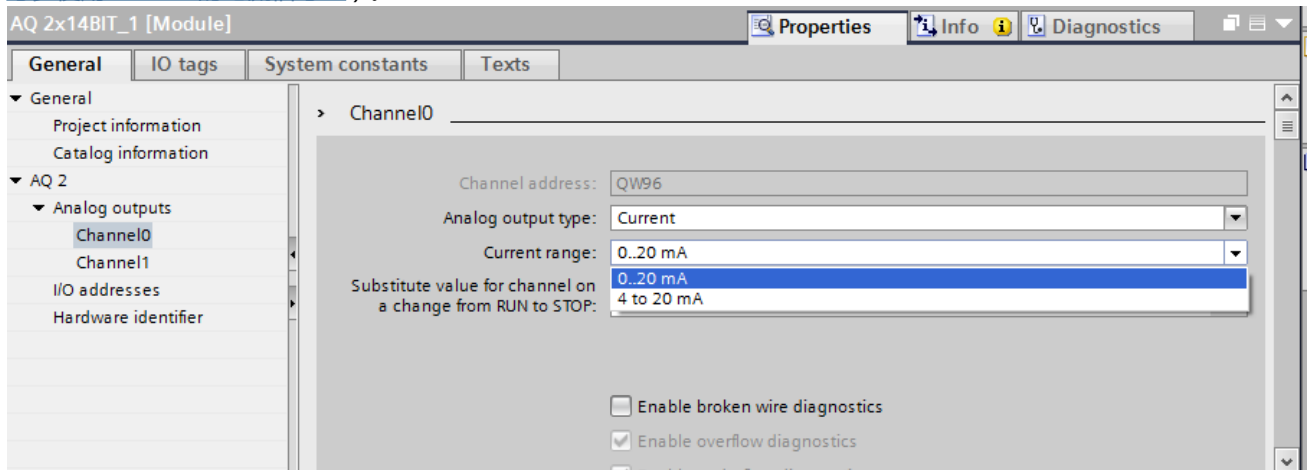 AQ 2x14BIT_1 [Module]
Properties
Info
Diagnostics
General
IO tags
System constants
Texts
General
Project information
Catalog information
AQ 2
Analog outputs
Channel0
Channel1
I/O addresses
Hardware identifier
Channel0
Channel address: QW96
Analog output type: Current
Current range: 0..20 mA
0..20 mA
4 to 20 mA
Substitute value for channel on
a change from RUN to STOP:
Enable broken wire diagnostics
Enable overflow diagnostics